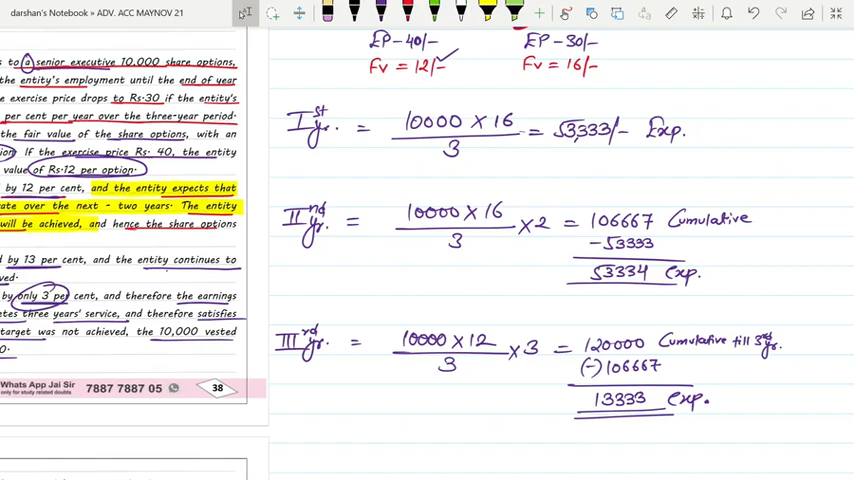 darshan's Notebook » ADV. ACC MAYNOV 21
s to a senior executive 10,000 share options,
the entity's employment until the end of year
e exercise price drops to Rs.30 if the entity's
per cent per year over the three-year period.
the fair value of the share options, with an
ion. If the exercise price Rs. 40, the entity
value of Rs.12 per option.
d by 12 per cent, and the entity expects that
ate over the next - two years. The entity
will be achieved, and hence the share options
d by 13 per cent, and the entity continues to
ved.
by only 3 per cent, and therefore the earnings
etes three years' service, and therefore satisfies
target was not achieved, the 10,000 vested
0.
Whats App Jai Sir
only for study related doubts
7887 7887 05
38
EP-40/- EP-30/-
Fv = 12/- Fv = 16/-
Ist yr. = 10000 × 16 / 3 = 53,333/- Exp.
IInd yr. = 10000 × 16 / 3 × 2 = 106667 Cumulative
-53333
53334 exp.
IIIrd yr. = 10000 × 12 / 3 × 3 = 120000 Cumulative till 3rd yr.
(-) 106667
13333 exp.